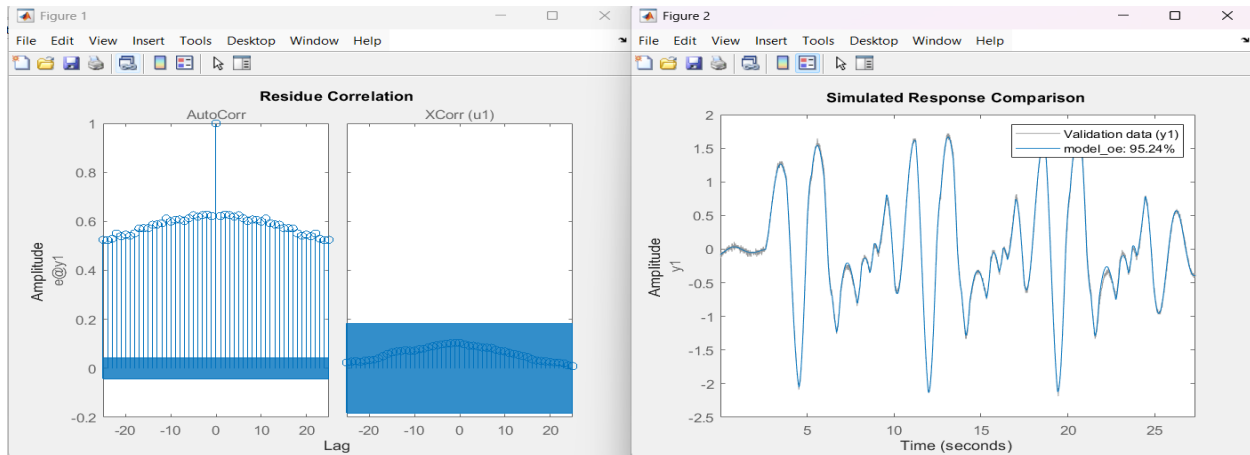 Figure 1
File Edit View Insert Tools Desktop Window Help
Residue Correlation
AutoCorr
XCorr (u1)
Amplitude
e@y1
1
0.8
0.6
0.4
0.2
0
-0.2
-20 -10 0 10 20
-20 -10 0 10 20
Lag
Figure 2
File Edit View Insert Tools Desktop Window Help
Simulated Response Comparison
Validation data (y1)
model_oe: 95.24%
Amplitude
y1
2
1.5
1
0.5
0
-0.5
-1
-1.5
-2
-2.5
5 10 15 20 25
Time (seconds)